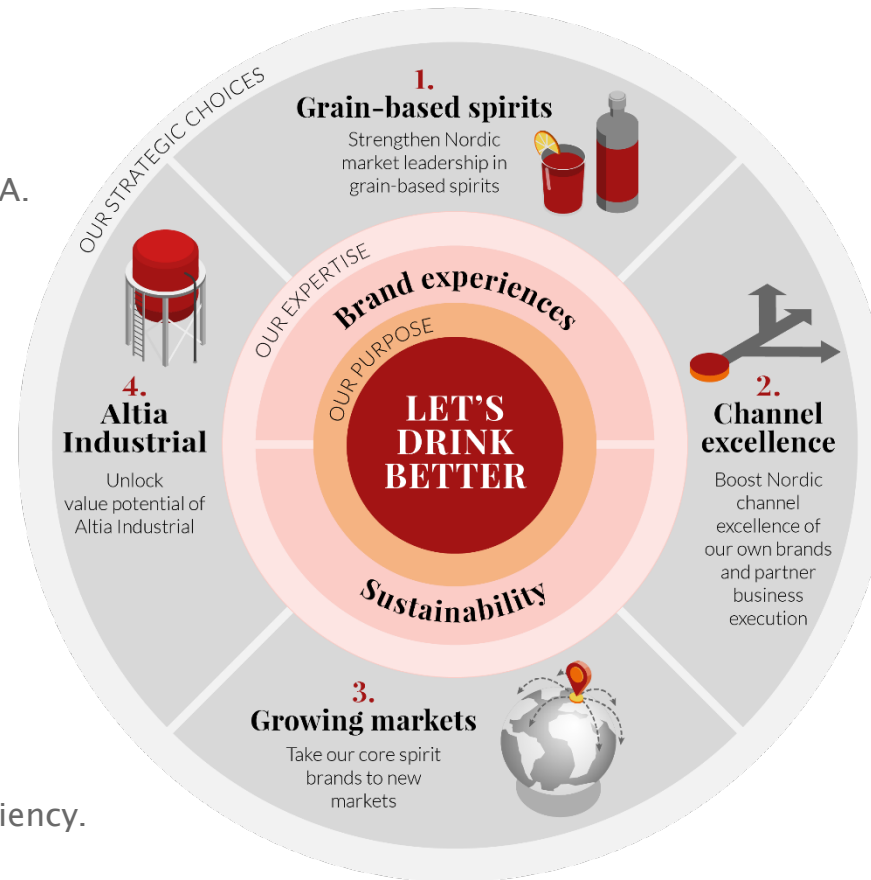 OUR STRATEGIC CHOICES
1.
Grain-based spirits
Strengthen Nordic
market leadership in
grain-based spirits
A.
OUR EXPERTISE
Brand experiences
OUR PURPOSE
LET'S
DRINK
BETTER
Sustainability
2.
Channel
excellence
Boost Nordic
channel
excellence of
our own brands
and partner
business
execution
3.
Growing markets
Take our core spirit
brands to new
markets
4.
Altia
Industrial
Unlock
value potential of
Altia Industrial
iency.